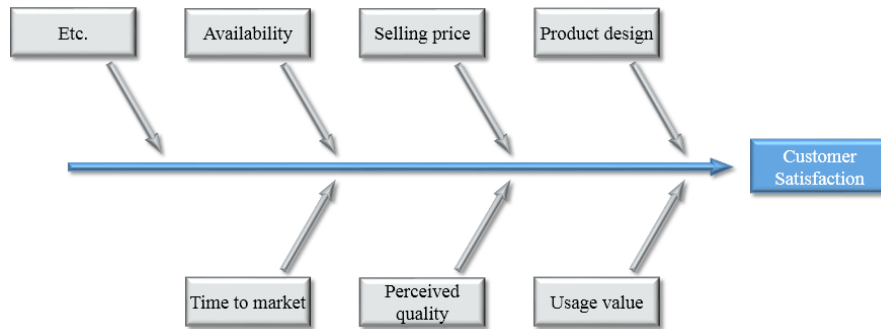 Etc.
Availability
Selling price
Product design
Customer
Satisfaction
Time to market
Perceived
quality
Usage value